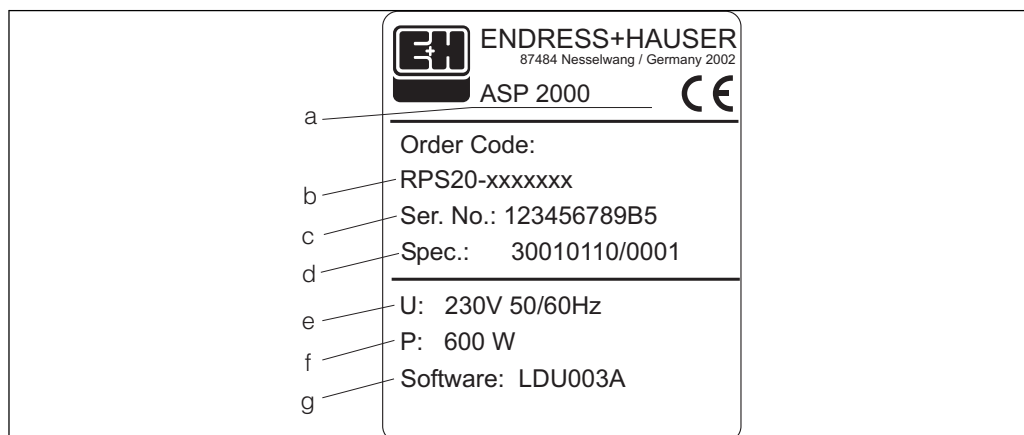 E+H ENDRESS+HAUSER
87484 Nesselwang / Germany 2002
a ASP 2000 CE
Order Code:
b RPS20-xxxxxxx
c Ser. No.: 123456789B5
d Spec.: 30010110/0001
e U: 230V 50/60Hz
f P: 600 W
g Software: LDU003A